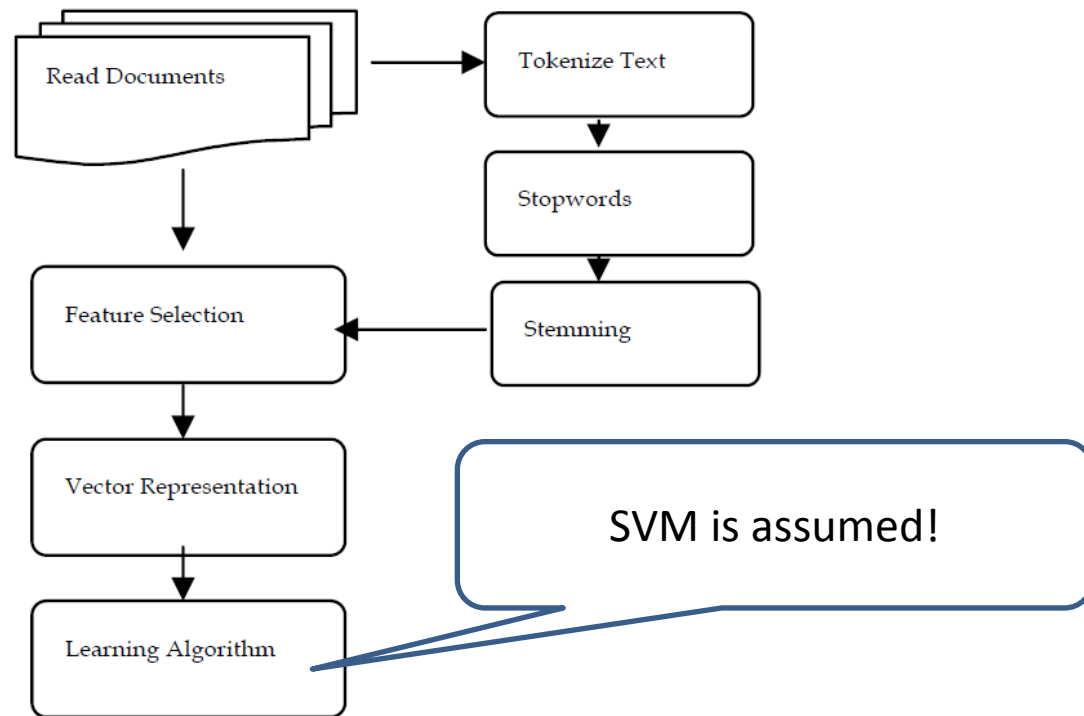 Read Documents
Tokenize Text
Stopwords
Feature Selection
Stemming
Vector Representation
SVM is assumed!
Learning Algorithm